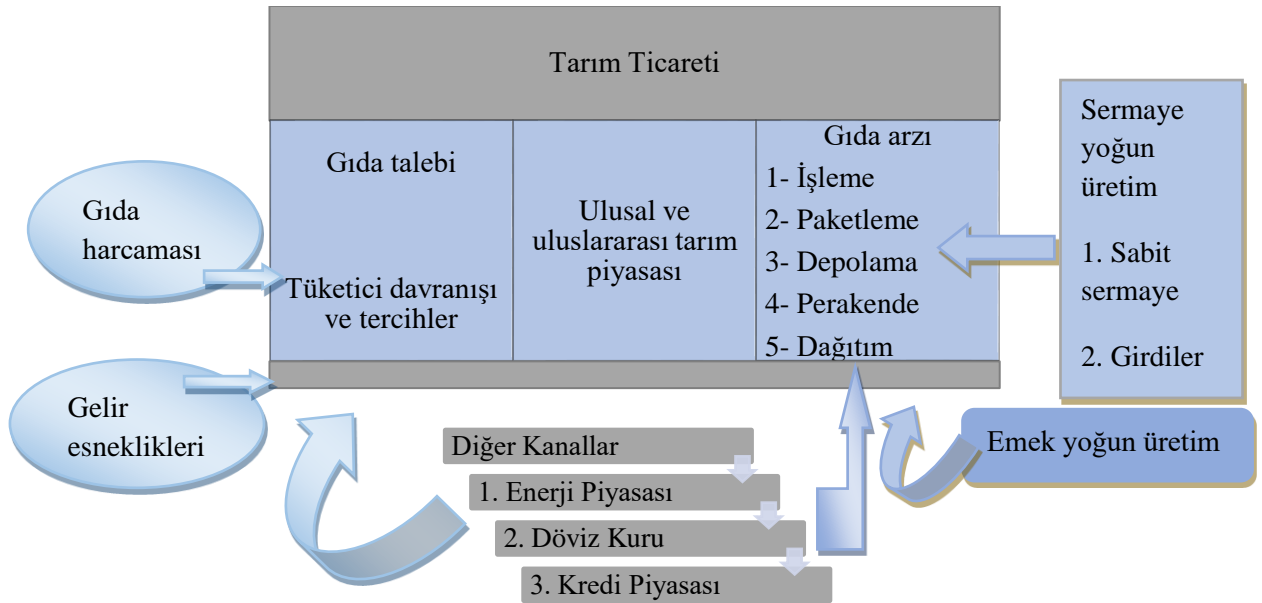 Tarım Ticareti
Gıda talebi
Tüketici davranışı
ve tercihler
Ulusal ve
uluslararası tarım
piyasası
Gıda arzı
1- İşleme
2- Paketleme
3- Depolama
4- Perakende
5- Dağıtım
Sermaye
yoğun
üretim
1. Sabit
sermaye
2. Girdiler
Gıda
harcaması
Gelir
esneklikleri
Emek yoğun üretim
Diğer Kanallar
1. Enerji Piyasası
2. Döviz Kuru
3. Kredi Piyasası